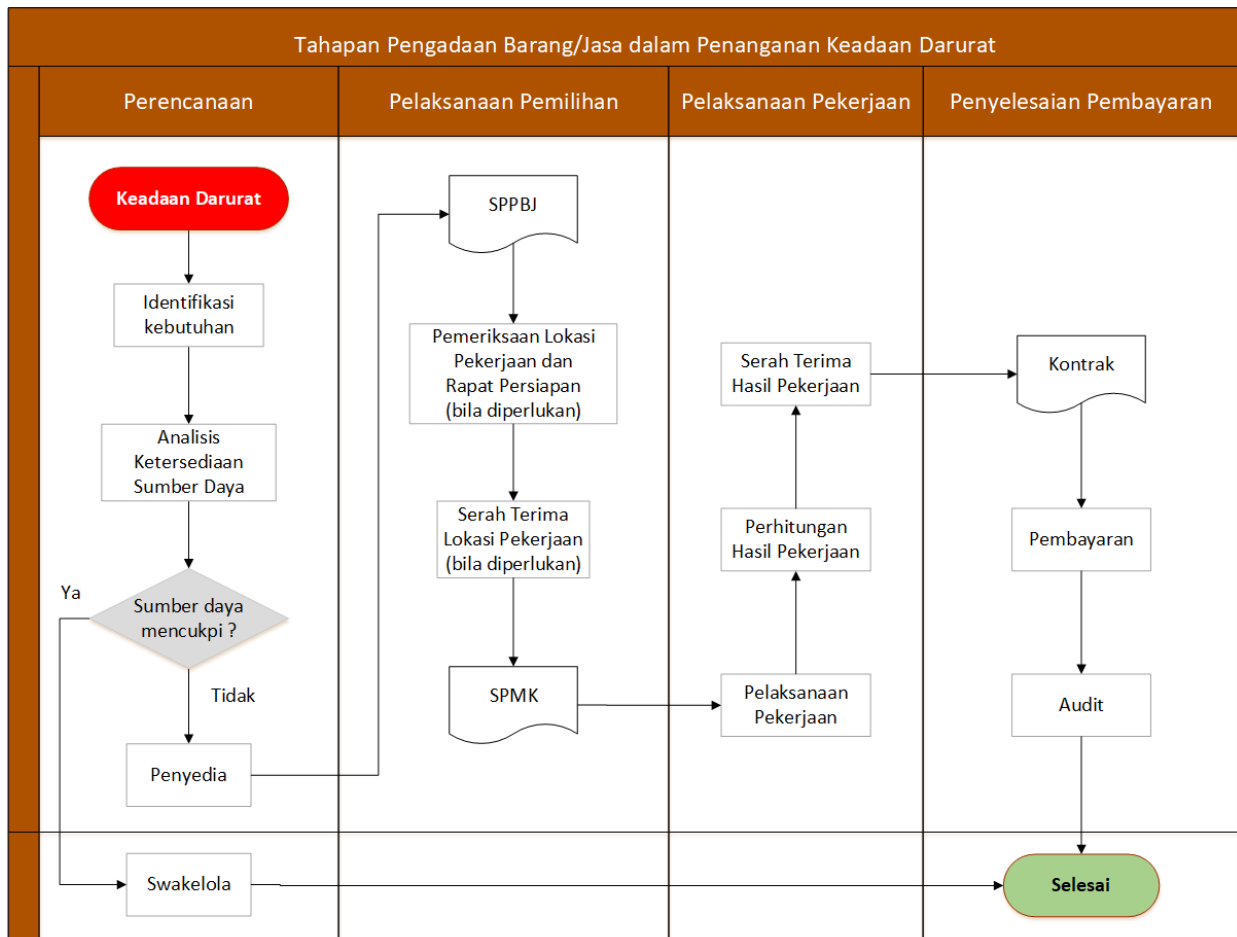 Tahapan Pengadaan Barang/Jasa dalam Penanganan Keadaan Darurat
Perencanaan
Pelaksanaan Pemilihan
Pelaksanaan Pekerjaan
Penyelesaian Pembayaran
Keadaan Darurat
Identifikasi
kebutuhan
Analisis
Ketersediaan
Sumber Daya
Ya
Sumber daya
mencukpi ?
Tidak
Penyedia
Swakelola
SPPBJ
Pemeriksaan Lokasi
Pekerjaan dan
Rapat Persiapan
(bila diperlukan)
Serah Terima
Lokasi Pekerjaan
(bila diperlukan)
SPMK
Serah Terima
Hasil Pekerjaan
Perhitungan
Hasil Pekerjaan
Pelaksanaan
Pekerjaan
Kontrak
Pembayaran
Audit
Selesai